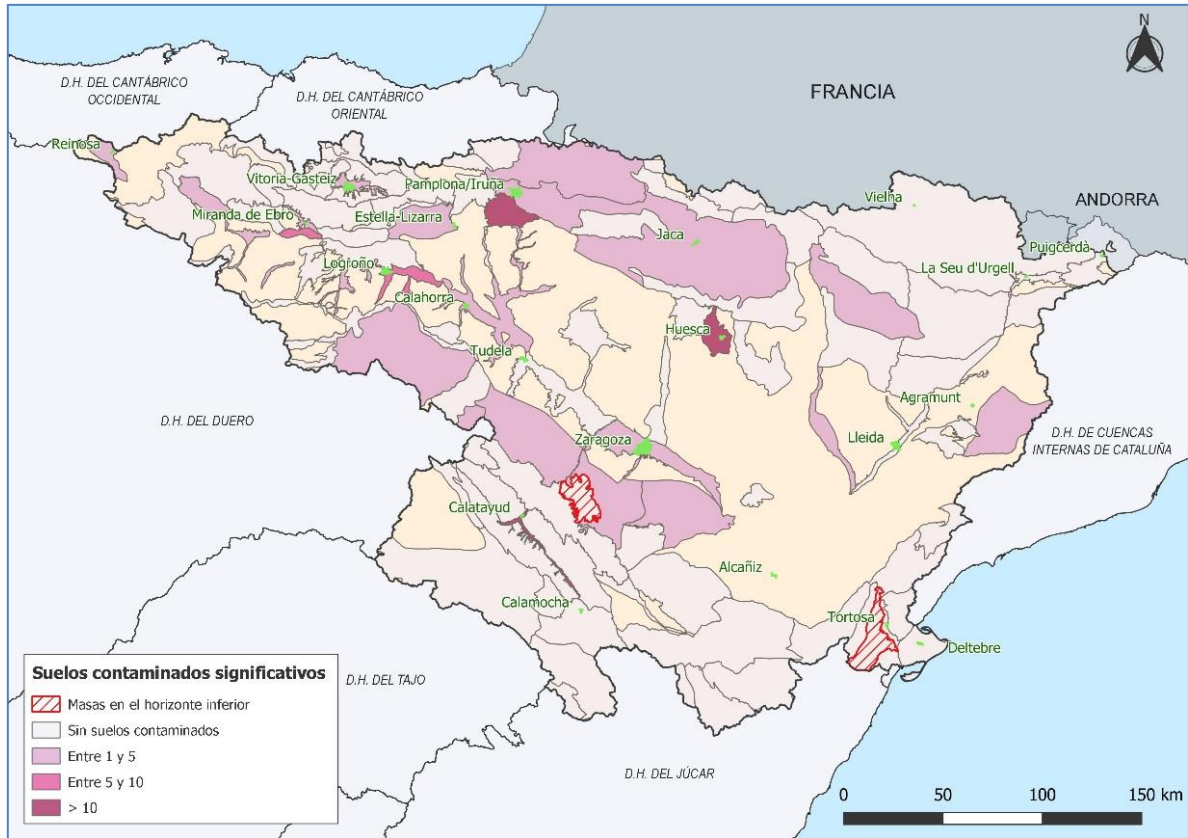 N
D.H. DEL CANTÁBRICO
OCCIDENTAL
D.H. DEL CANTÁBRICO
ORIENTAL
FRANCIA
Reinosa
Vitoria-Gasteiz
Pamplona/Iruña
Vielha
ANDORRA
Miranda de Ebro
Estella-Lizarra
Jaca
Puigcerdà
La Seu d'Urgell
Logroño
Calahorra
Huesca
Tudela
Agramunt
D.H. DEL DUERO
Zaragoza
Lleida
D.H. DE CUENCAS
INTERNAS DE CATALUÑA
Calatayud
Alcañiz
Calamocha
Tortosa
Deltebre
Suelos contaminados significativos
Masas en el horizonte inferior
Sin suelos contaminados
Entre 1 y 5
Entre 5 y 10
> 10
D.H. DEL TAJO
D.H. DEL JÚCAR
0 50 100 150 km